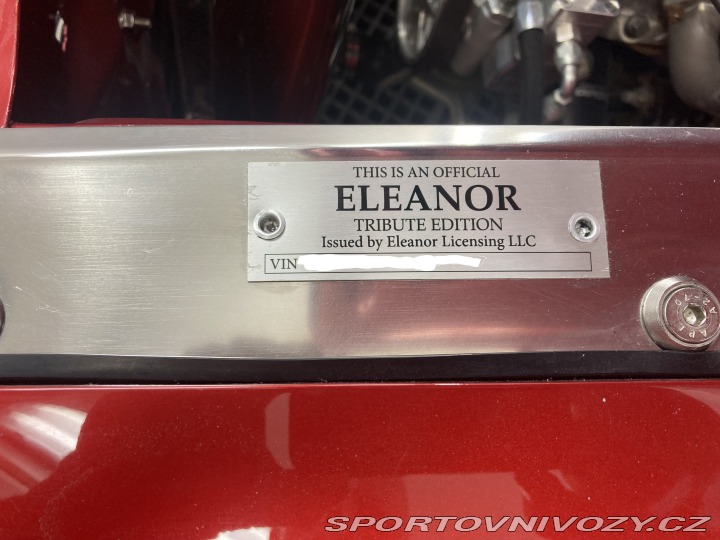 THIS IS AN OFFICIAL
ELEANOR
TRIBUTE EDITION
Issued by Eleanor Licensing LLC
VIN
SPORTOVNIVOZY.CZ